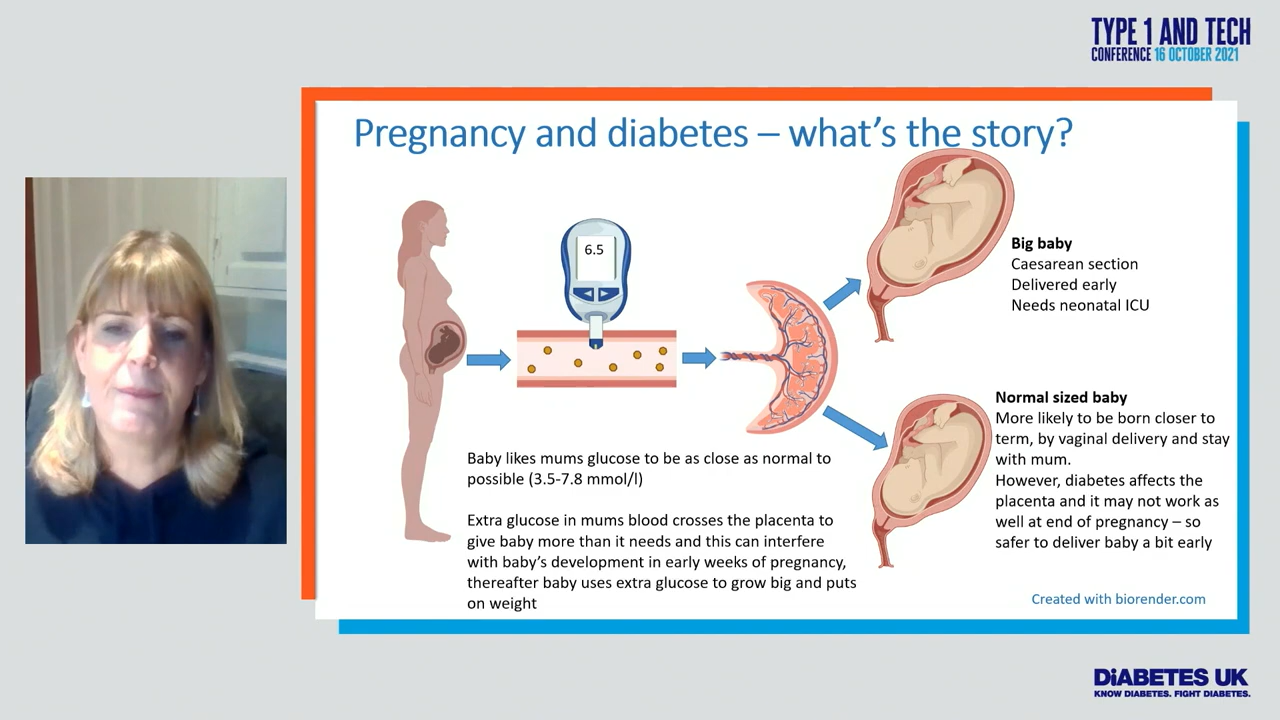 TYPE 1 AND TECH
CONFERENCE 16 OCTOBER 2021
Pregnancy and diabetes – what's the story?
6.5
Big baby
Caesarean section
Delivered early
Needs neonatal ICU
Normal sized baby
More likely to be born closer to
term, by vaginal delivery and stay
with mum.
However, diabetes affects the
placenta and it may not work as
well at end of pregnancy – so
safer to deliver baby a bit early
Baby likes mums glucose to be as close as normal to
possible (3.5-7.8 mmol/l)
Extra glucose in mums blood crosses the placenta to
give baby more than it needs and this can interfere
with baby's development in early weeks of pregnancy,
thereafter baby uses extra glucose to grow big and puts
on weight
Created with biorender.com
DiABETES UK
KNOW DIABETES. FIGHT DIABETES.